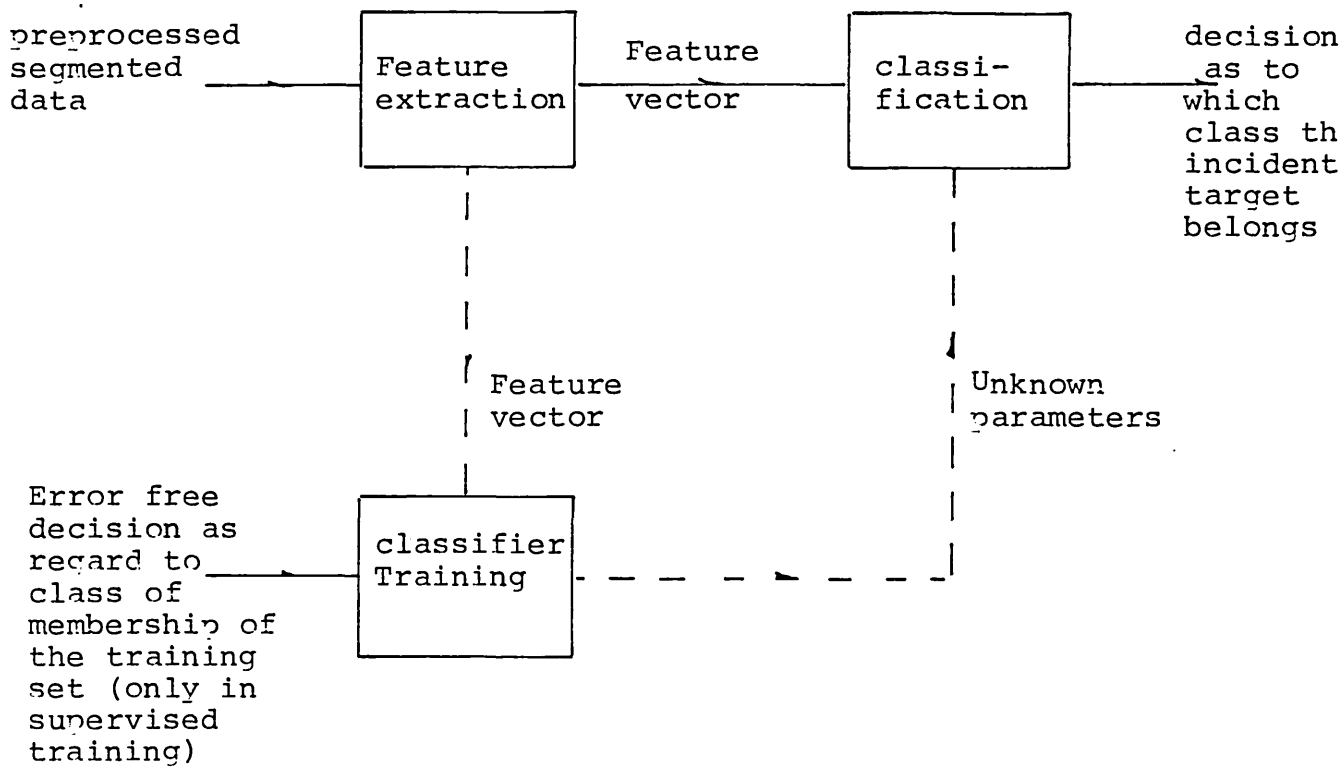 preprocessed
segmented
data
Feature
extraction
Feature
vector
classi-
fication
decision
as to
which
class th
incident
target
belongs
Feature
vector
Unknown
parameters
Error free
decision as
regard to
class of
membership of
the training
set (only in
supervised
training)
classifier
Training